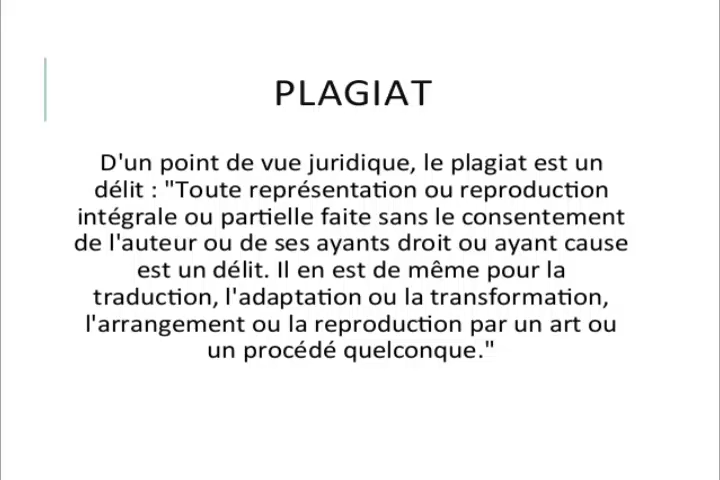 PLAGIAT
D'un point de vue juridique, le plagiat est un
délit : "Toute représentation ou reproduction
intégrale ou partielle faite sans le consentement
de l'auteur ou de ses ayants droit ou ayant cause
est un délit. Il en est de même pour la
traduction, l'adaptation ou la transformation,
l'arrangement ou la reproduction par un art ou
un procédé quelconque."